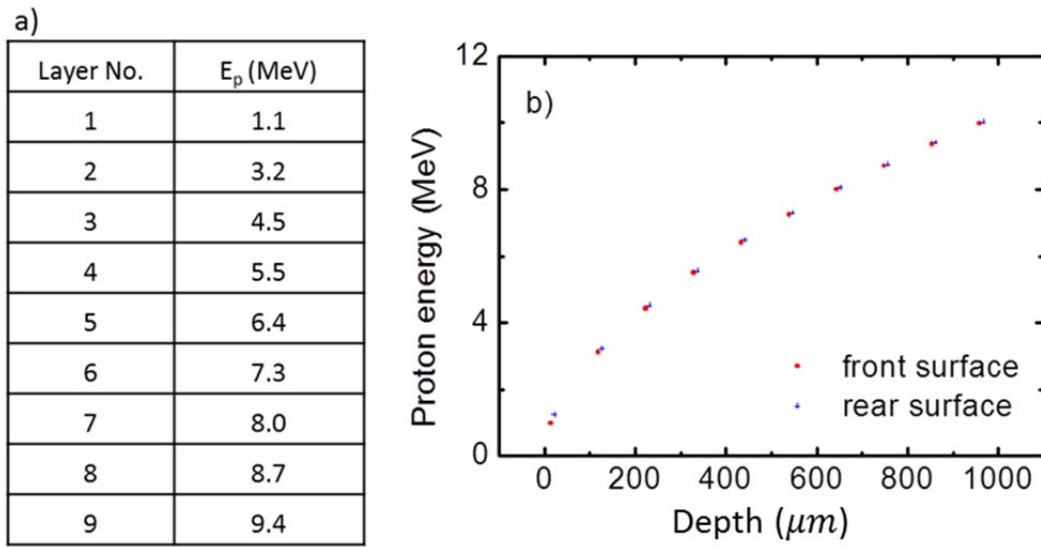 a)
Layer No. E_p (MeV)
1 1.1
2 3.2
3 4.5
4 5.5
5 6.4
6 7.3
7 8.0
8 8.7
9 9.4
b)
Proton energy (MeV)
12
8
4
0
front surface
rear surface
0 200 400 600 800 1000
Depth (μm)